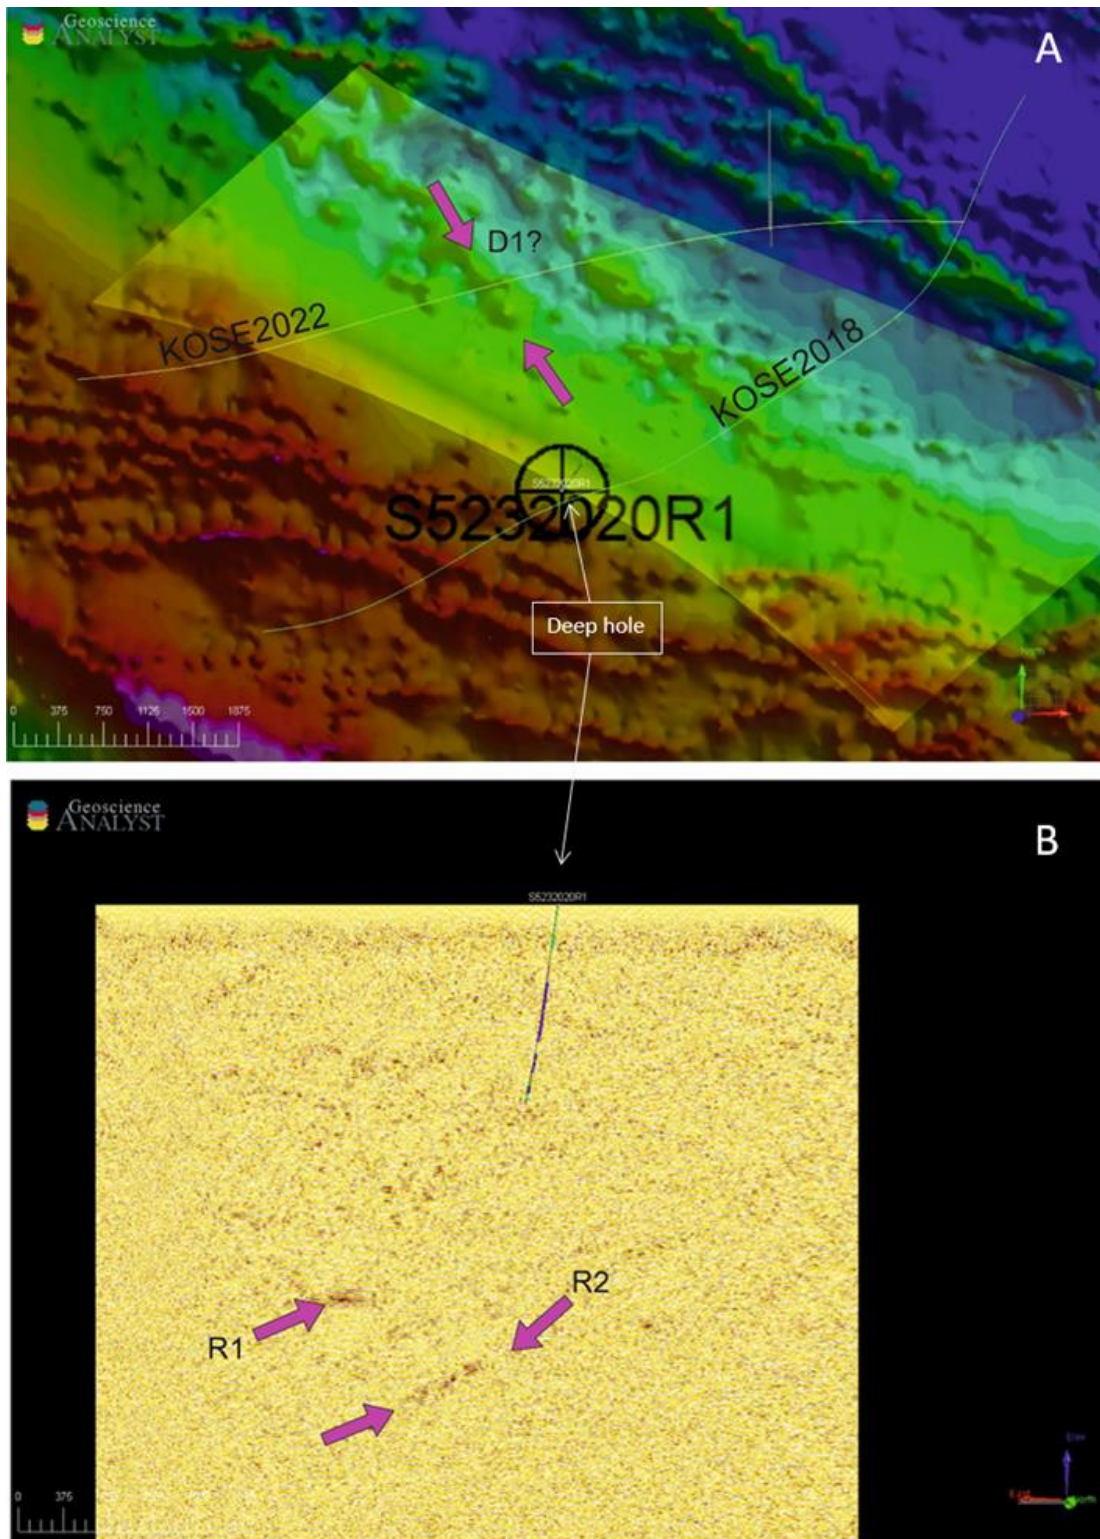 Geoscience
ANALYST
A
D1?
KOSE2022
KOSE2018
S5232020R1
S5232020R1
Deep hole
0 375 750 1125 1500 1875
Geoscience
ANALYST
B
S5232020R1
R2
R1
0 375